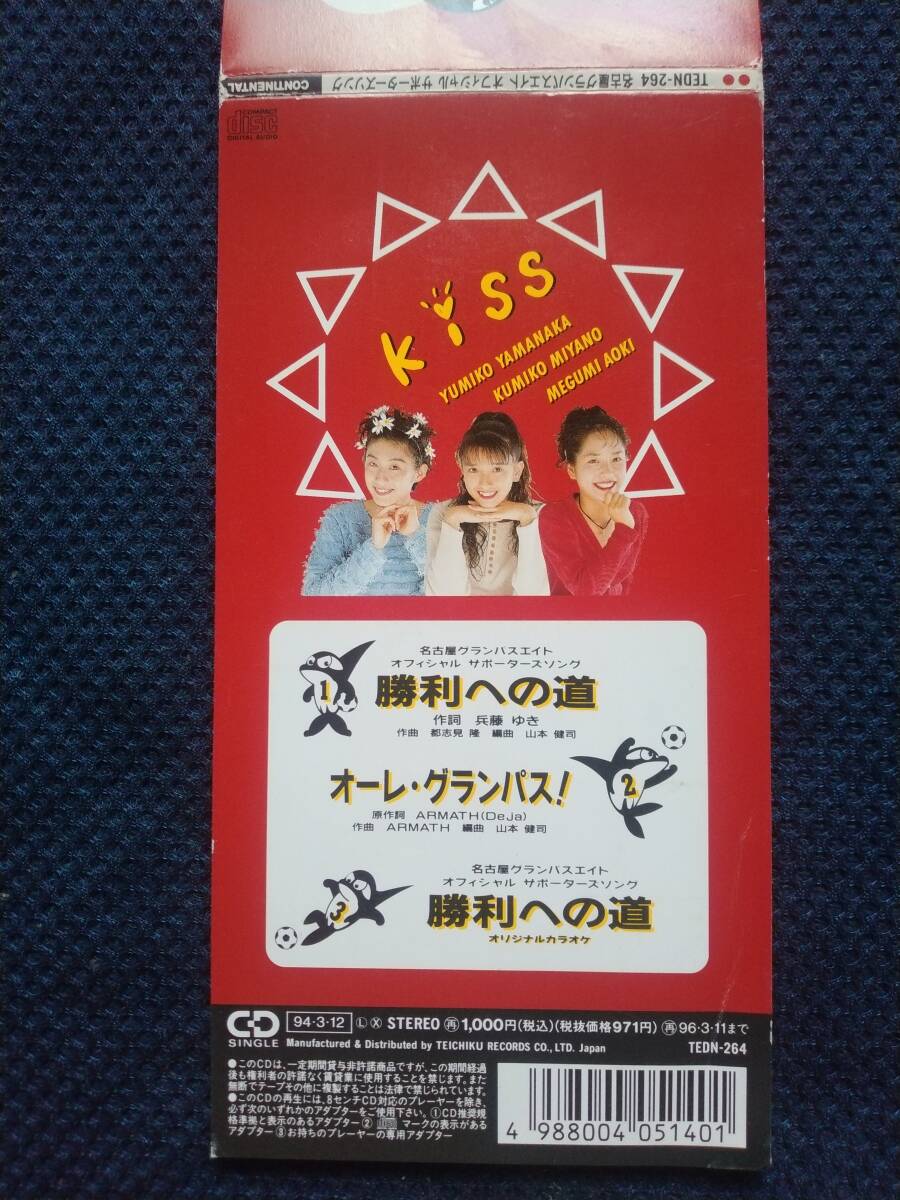 CONTINENTAL
TEDN-264 名古屋グランパスエイト オフィシャル サポーターズソング
COMPACT
disc
DIGITAL AUDIO
kiss
YUMIKO YAMANAKA
KUMIKO MIYANO
MEGUMI AOKI
1
名古屋グランパスエイト
オフィシャル サポーターズソング
勝利への道
作詞 兵藤 ゆき
作曲 都志見 隆 編曲 山本 健司
2
オーレ・グランパス!
原作詞 ARMATH(DeJa)
作曲 ARMATH 編曲 山本 健司
3
名古屋グランパスエイト
オフィシャル サポーターズソング
勝利への道
オリジナルカラオケ
CD SINGLE
94・3・12 Ⓛ Ⓧ STEREO 再 1,000円(税込)(税抜価格971円) 再 96・3・11まで
Manufactured & Distributed by TEICHIKU RECORDS CO., LTD. Japan
TEDN-264
●このCDは、一定期間貸与非許諾商品ですが、この期間経過
後も権利者の許諾なく賃貸業に使用することを禁じます。また
無断でテープその他に複製することは法律で禁じられています。
●このCDの再生には、8センチCD対応のプレーヤーを除き、
必ず次のいずれかのアダプターをご使用下さい。①CD推奨規
格準拠と表示のあるアダプター② disc マークの表示がある
アダプター③お持ちのプレーヤーの専用アダプター
4 988004 051401